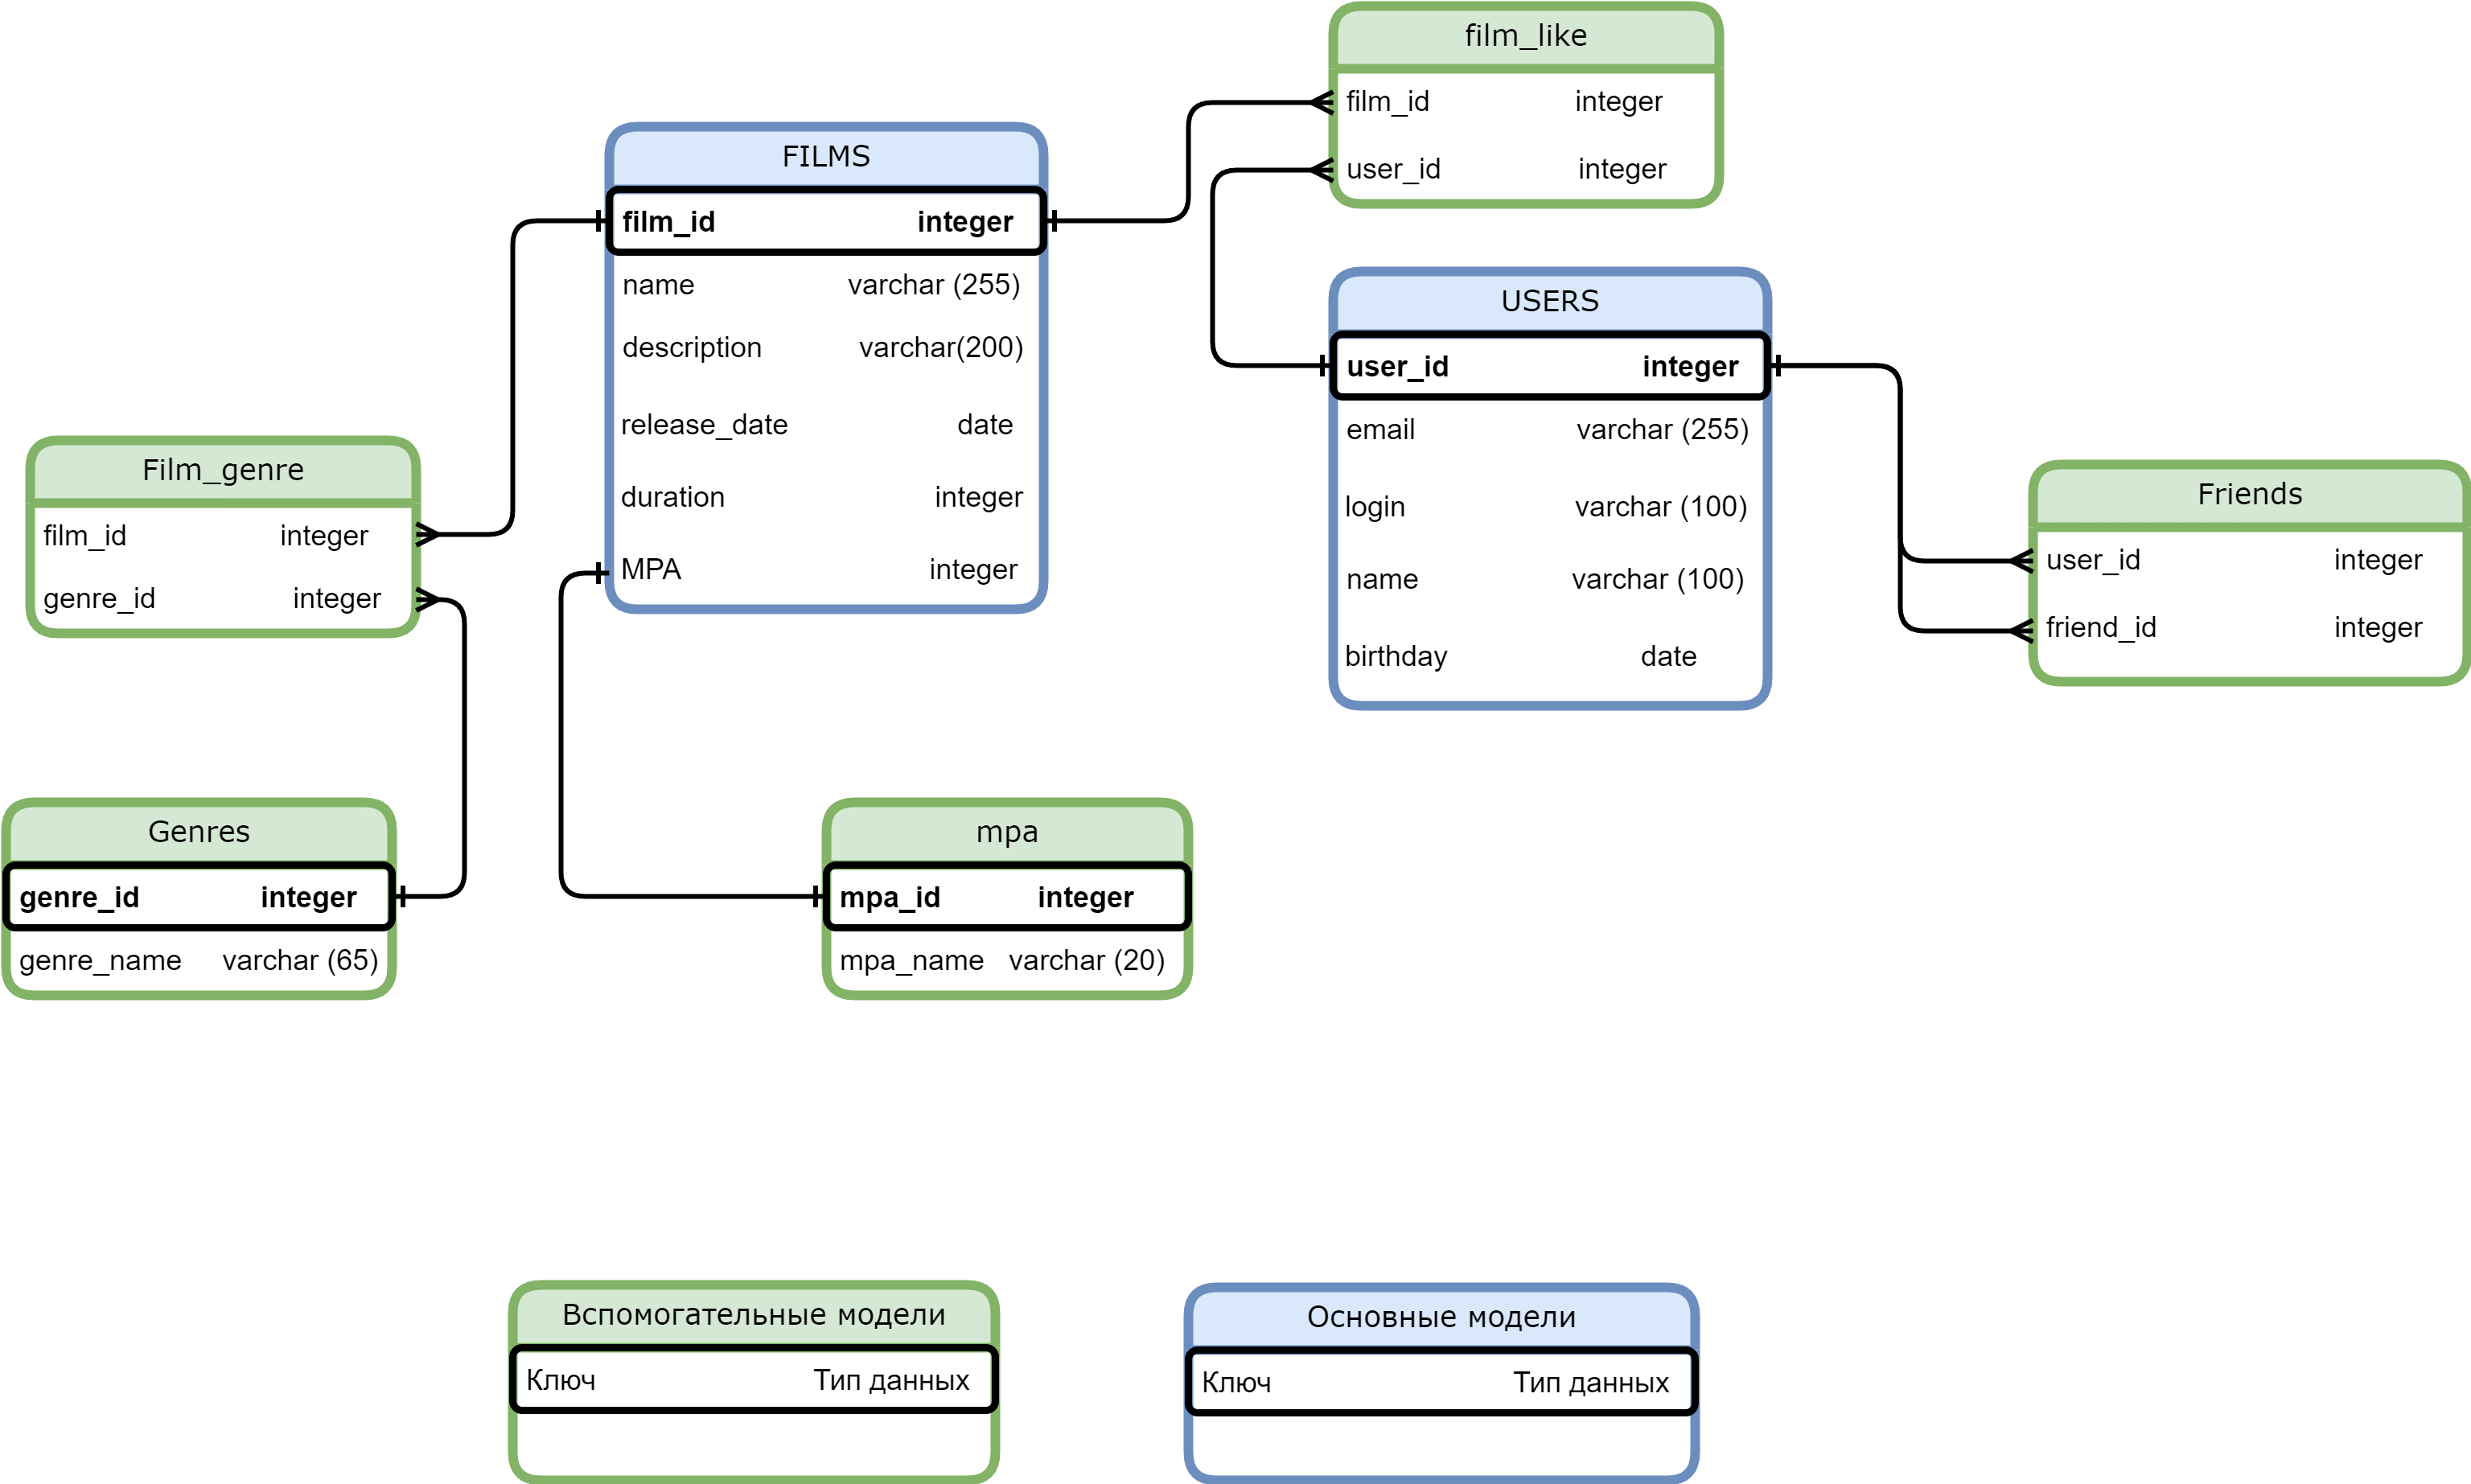 film_like
film_id integer
user_id integer
FILMS
film_id integer
name varchar (255)
description varchar(200)
release_date date
duration integer
MPA integer
USERS
user_id integer
email varchar (255)
login varchar (100)
name varchar (100)
birthday date
Film_genre
film_id integer
genre_id integer
Friends
user_id integer
friend_id integer
Genres
genre_id integer
genre_name varchar (65)
mpa
mpa_id integer
mpa_name varchar (20)
Вспомогательные модели
Ключ Тип данных
Основные модели
Ключ Тип данных